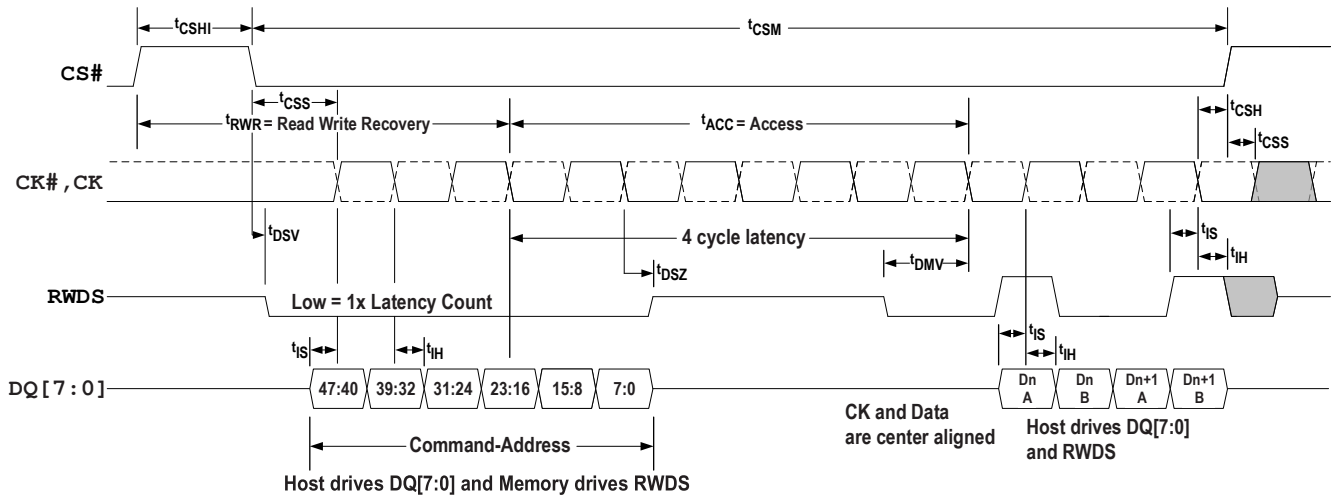 tCSHI
tCSM
CS#
tCSS
tCSH
tRWR = Read Write Recovery
tACC = Access
tCSS
CK#,CK
tDSV
4 cycle latency
tIS
tDMV
tIH
tDSZ
RWDS
Low = 1x Latency Count
tIS
tIS
tIH
tIH
DQ[7:0]
47:40
39:32
31:24
23:16
15:8
7:0
Dn
A
Dn
B
Dn+1
A
Dn+1
B
CK and Data
are center aligned
Host drives DQ[7:0]
and RWDS
Command-Address
Host drives DQ[7:0] and Memory drives RWDS